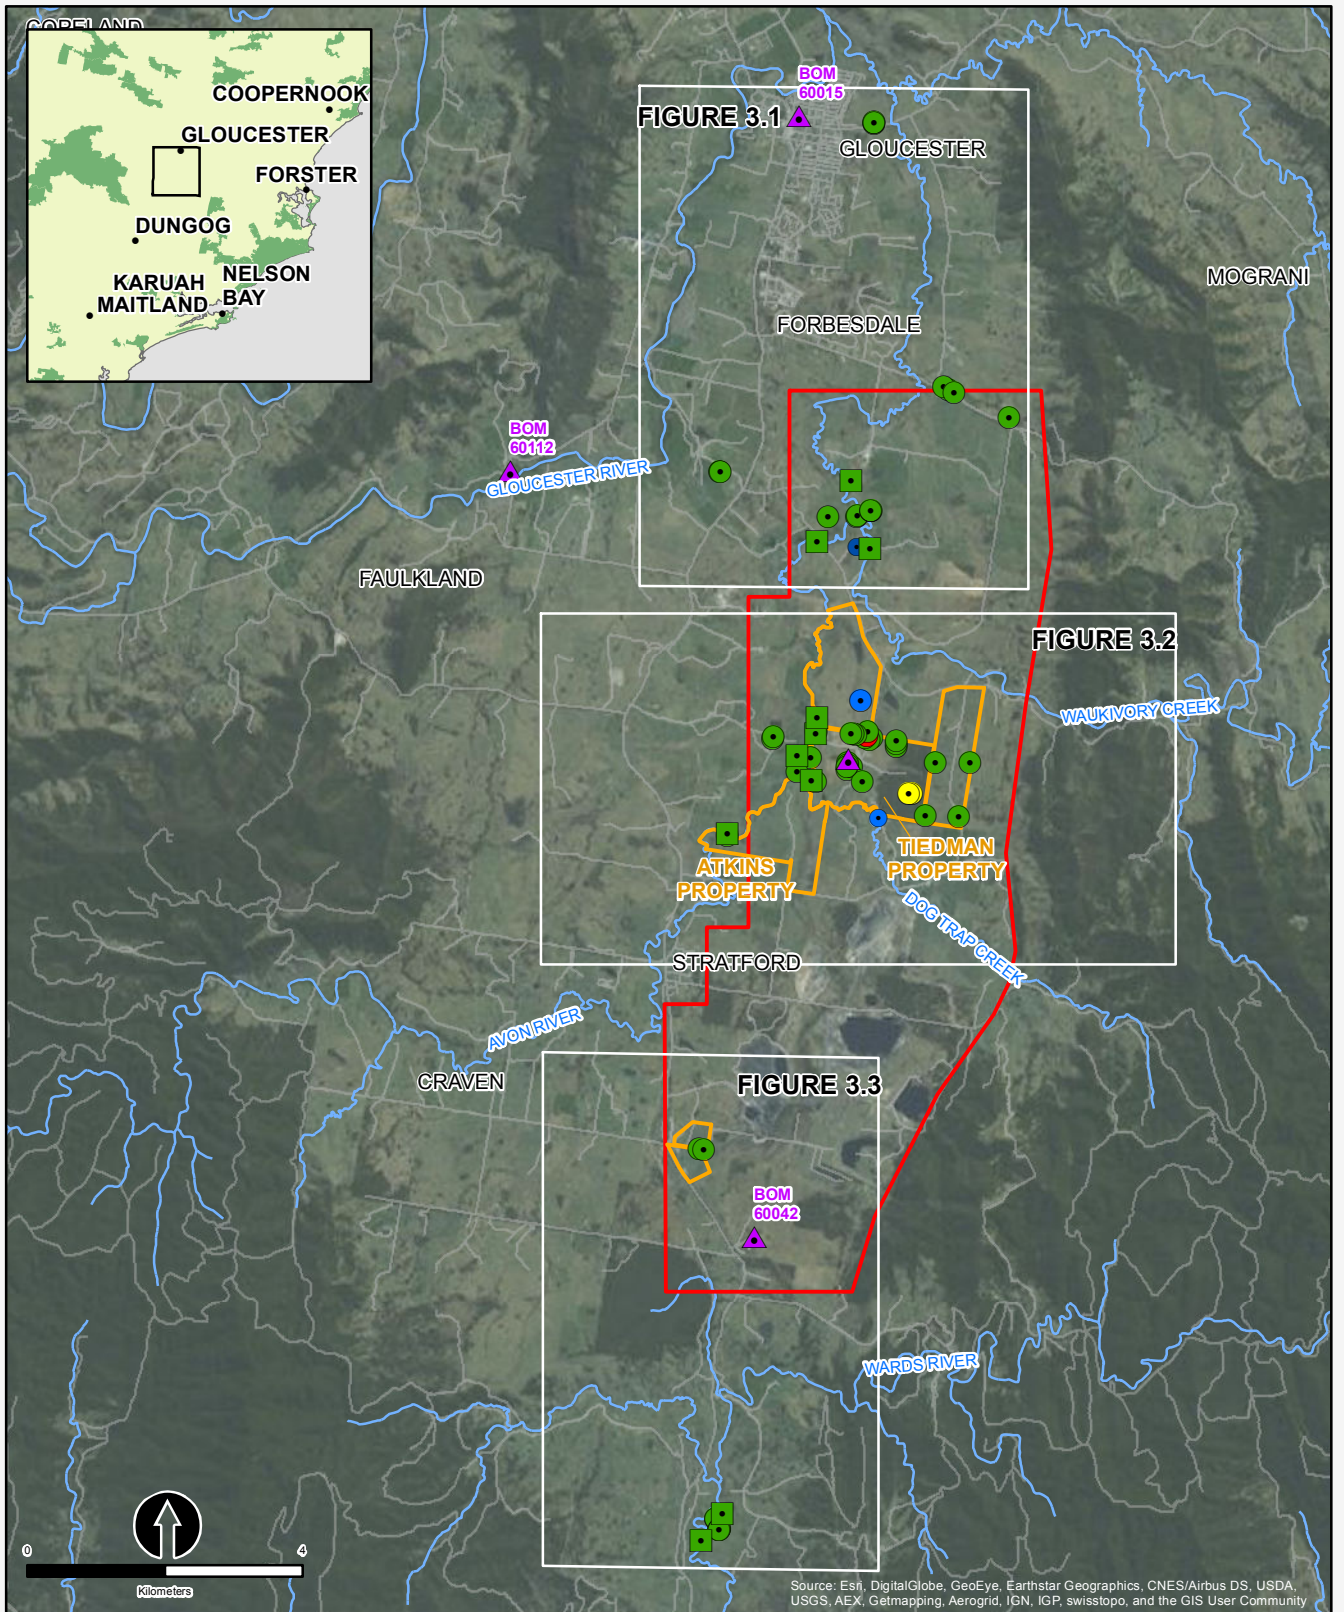 COPELAND
COOPERNOOK
GLOUCESTER
FORSTER
DUNGOG
NELSON
BAY
KARUAH
MAITLAND
BOM
60015
FIGURE 3.1
GLOUCESTER
MOGRANI
FORBESDALE
BOM
60112
GLOUCESTER RIVER
FAULKLAND
FIGURE 3.2
WAUKIVORY CREEK
TIEDMAN
PROPERTY
ATKINS
PROPERTY
DOG TRAP CREEK
STRATFORD
AVON RIVER
CRAVEN
FIGURE 3.3
BOM
60042
WARDS RIVER
0 4
Kilometers
Source: Esri, DigitalGlobe, GeoEye, Earthstar Geographics, CNES/Airbus DS, USDA,
USGS, AEX, Getmapping, Aerogrid, IGN, IGP, swisstopo, and the GIS User Community